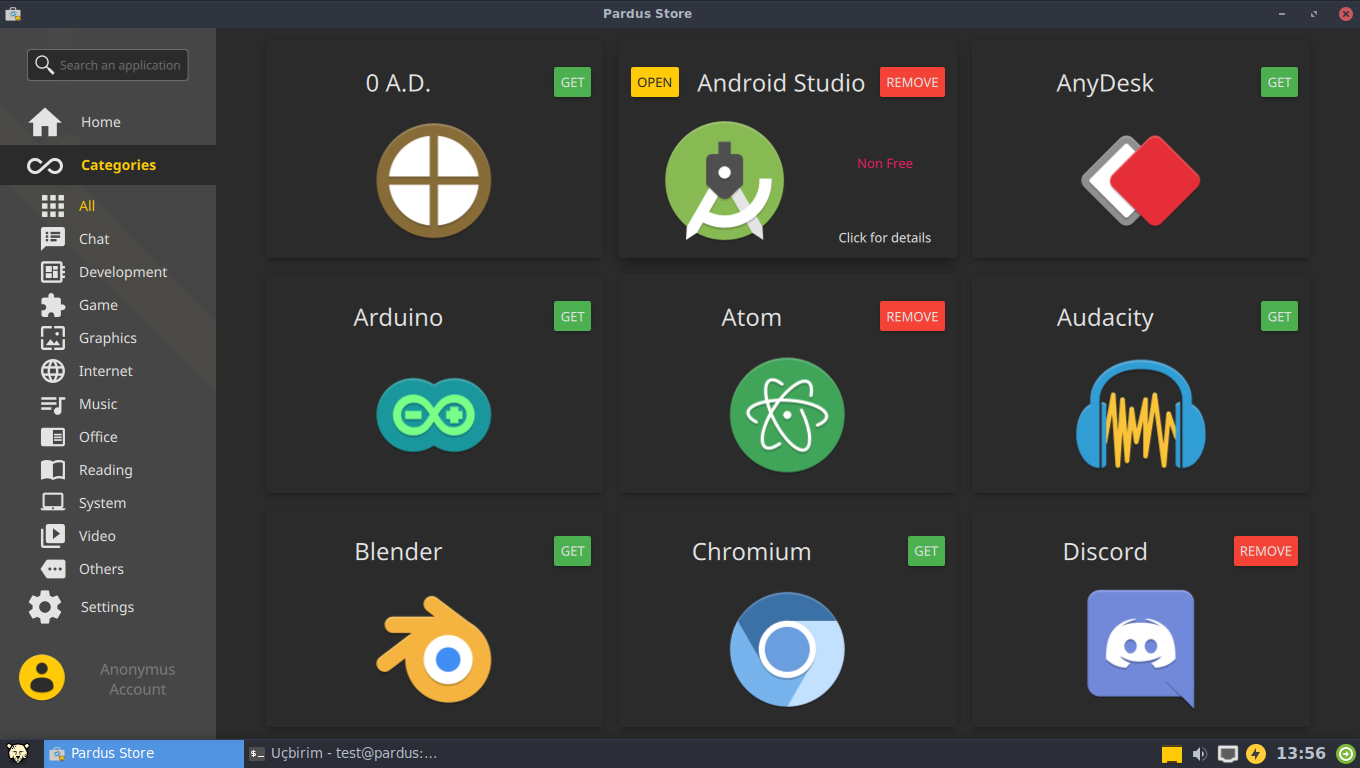 Pardus Store
Search an application
Home
Categories
All
Chat
Development
Game
Graphics
Internet
Music
Office
Reading
System
Video
Others
Settings
Anonymus
Account
0 A.D.
GET
OPEN
Android Studio
REMOVE
Non Free
Click for details
AnyDesk
GET
Arduino
GET
Atom
REMOVE
Audacity
GET
Blender
GET
Chromium
GET
Discord
REMOVE
Pardus Store
Uçbirim - test@pardus:...
13:56